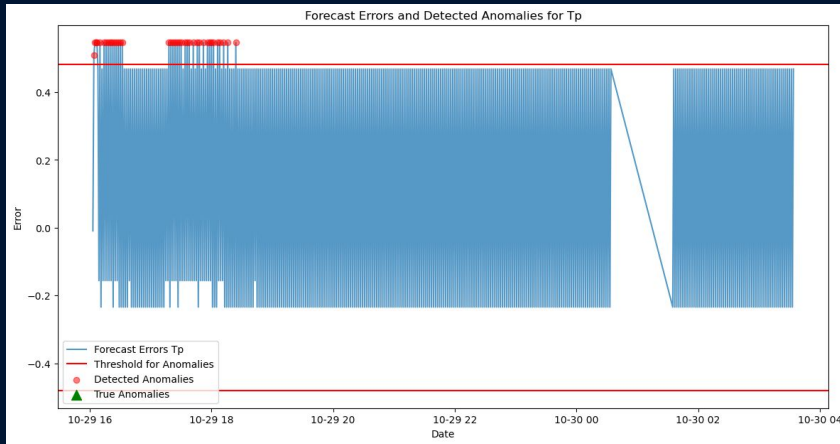 Forecast Errors and Detected Anomalies for Tp
Error
0.4
0.2
0.0
−0.2
−0.4
Forecast Errors Tp
Threshold for Anomalies
Detected Anomalies
True Anomalies
10-29 16
10-29 18
10-29 20
10-29 22
10-30 00
10-30 02
10-30 04
Date